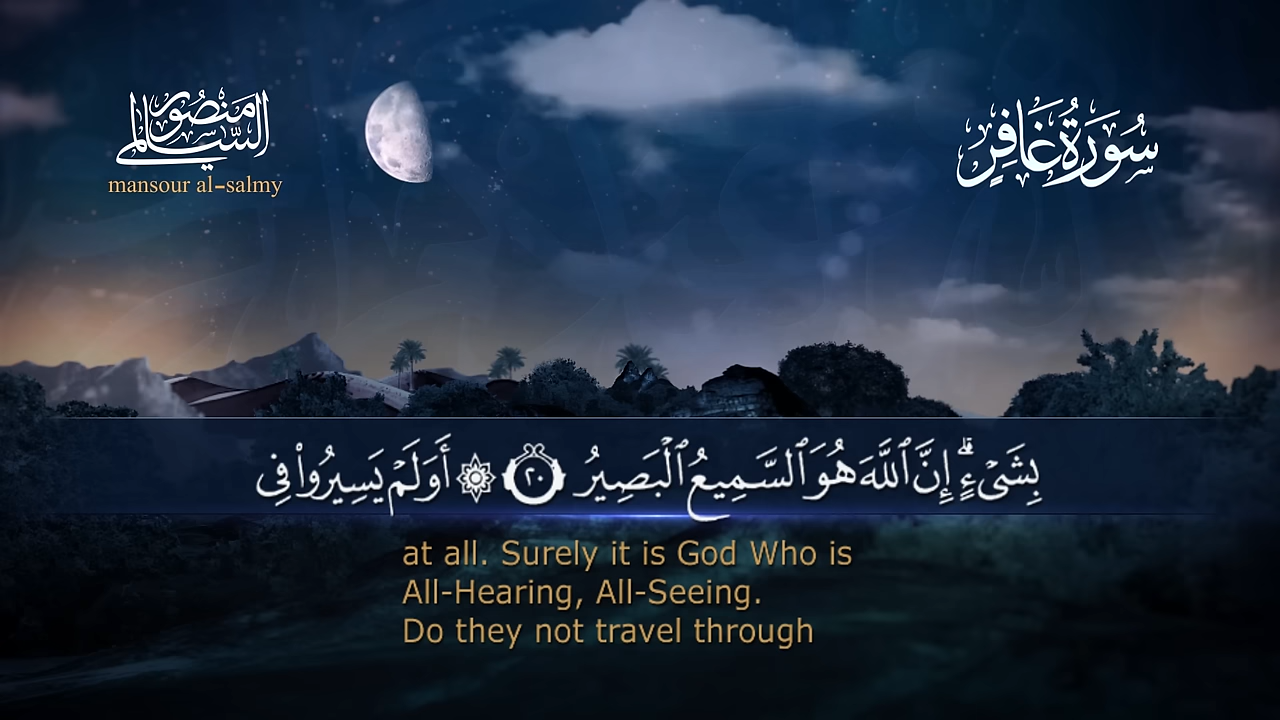 منصور السالمي
mansour al-salmy
سُورَةُ غَافِرٍ
بِشَىْءٍ ۗ إِنَّ ٱللَّهَ هُوَ ٱلسَّمِيعُ ٱلْبَصِيرُ ٢٠ ۞ أَوَلَمْ يَسِيرُوا۟ فِى
at all. Surely it is God Who is
All-Hearing, All-Seeing.
Do they not travel through